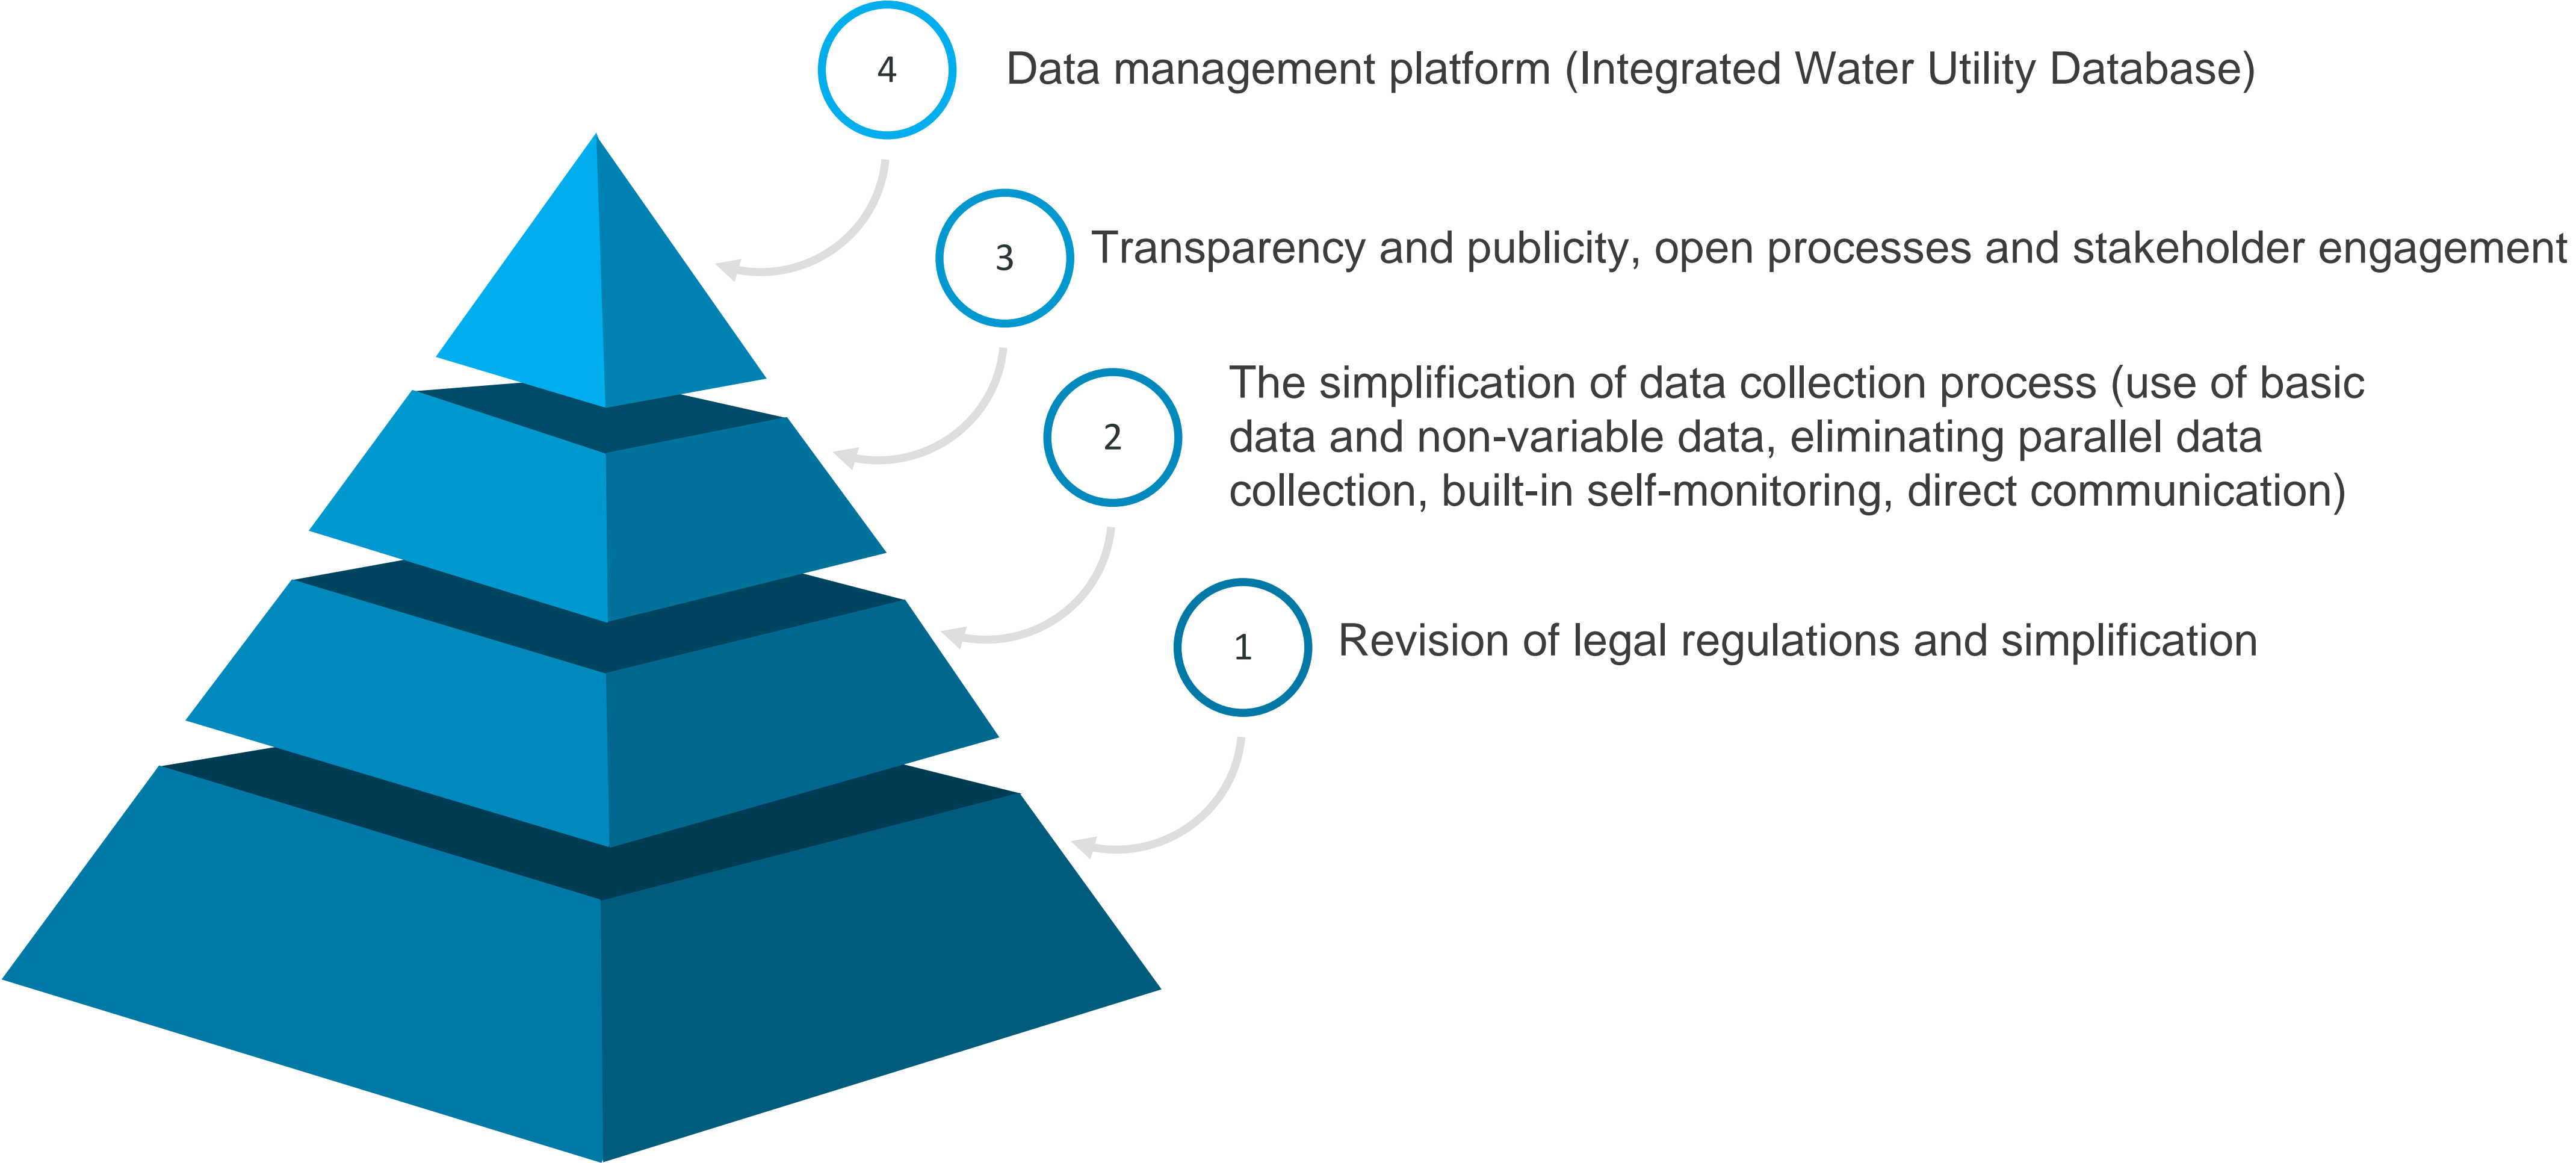 4
Data management platform (Integrated Water Utility Database)
3
Transparency and publicity, open processes and stakeholder engagement
2
The simplification of data collection process (use of basic
data and non-variable data, eliminating parallel data
collection, built-in self-monitoring, direct communication)
1
Revision of legal regulations and simplification